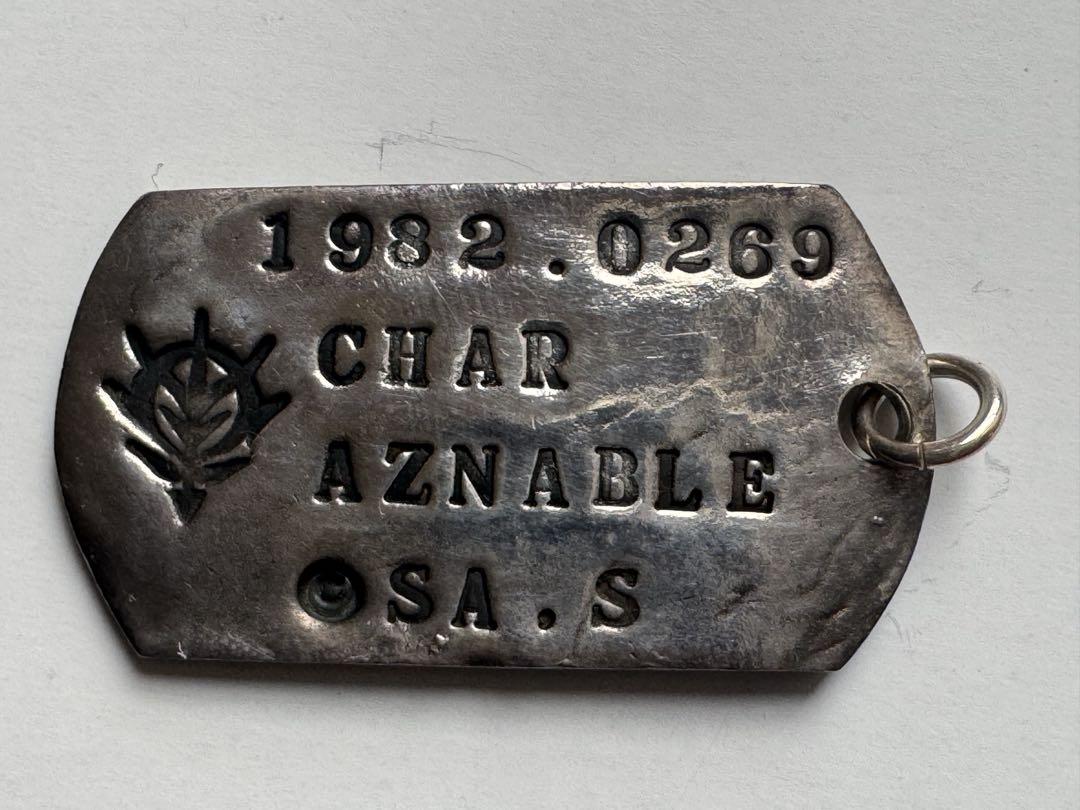 1982.0269
CHAR
AZNABLE
SA.S